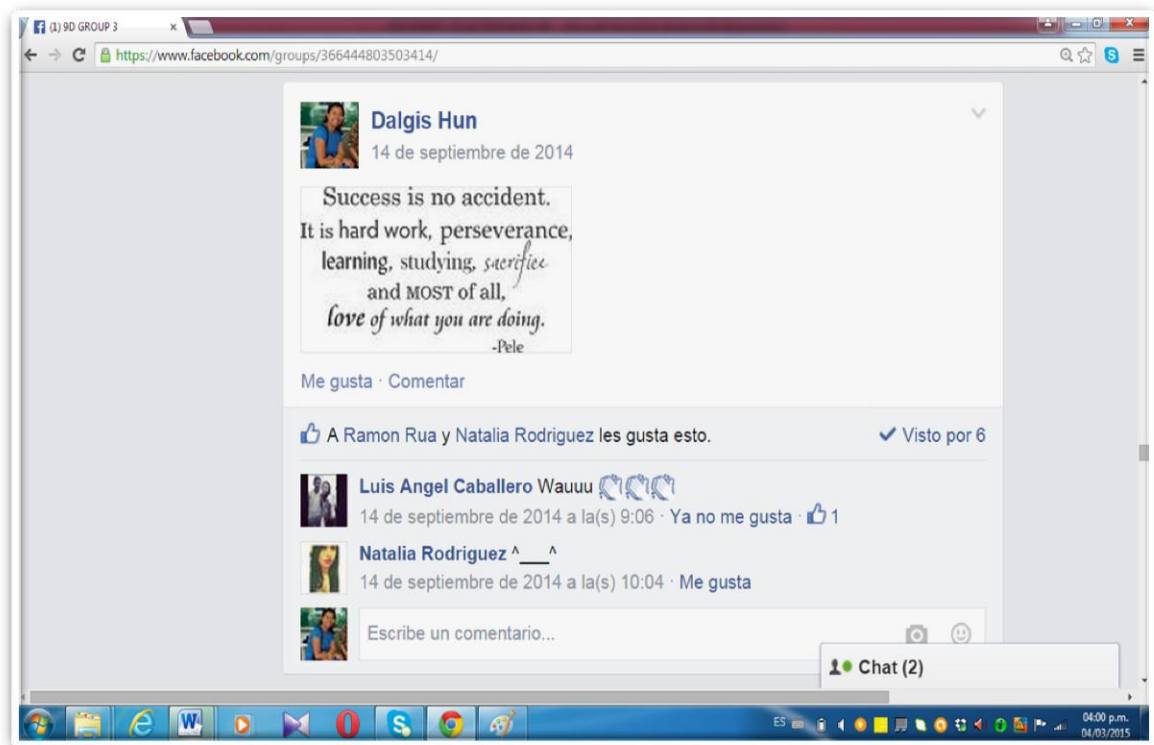 (1) 9D GROUP 3
https://www.facebook.com/groups/366444803503414/
Dalgis Hun
14 de septiembre de 2014
Success is no accident.
It is hard work, perseverance,
learning, studying, sacrifice
and MOST of all,
love of what you are doing.
-Pele
Me gusta · Comentar
A Ramon Rua y Natalia Rodriguez les gusta esto.
Visto por 6
Luis Angel Caballero Wauuu
14 de septiembre de 2014 a la(s) 9:06 · Ya no me gusta · 1
Natalia Rodriguez ^___^
14 de septiembre de 2014 a la(s) 10:04 · Me gusta
Escribe un comentario...
Chat (2)
ES
04:00 p.m.
04/03/2015